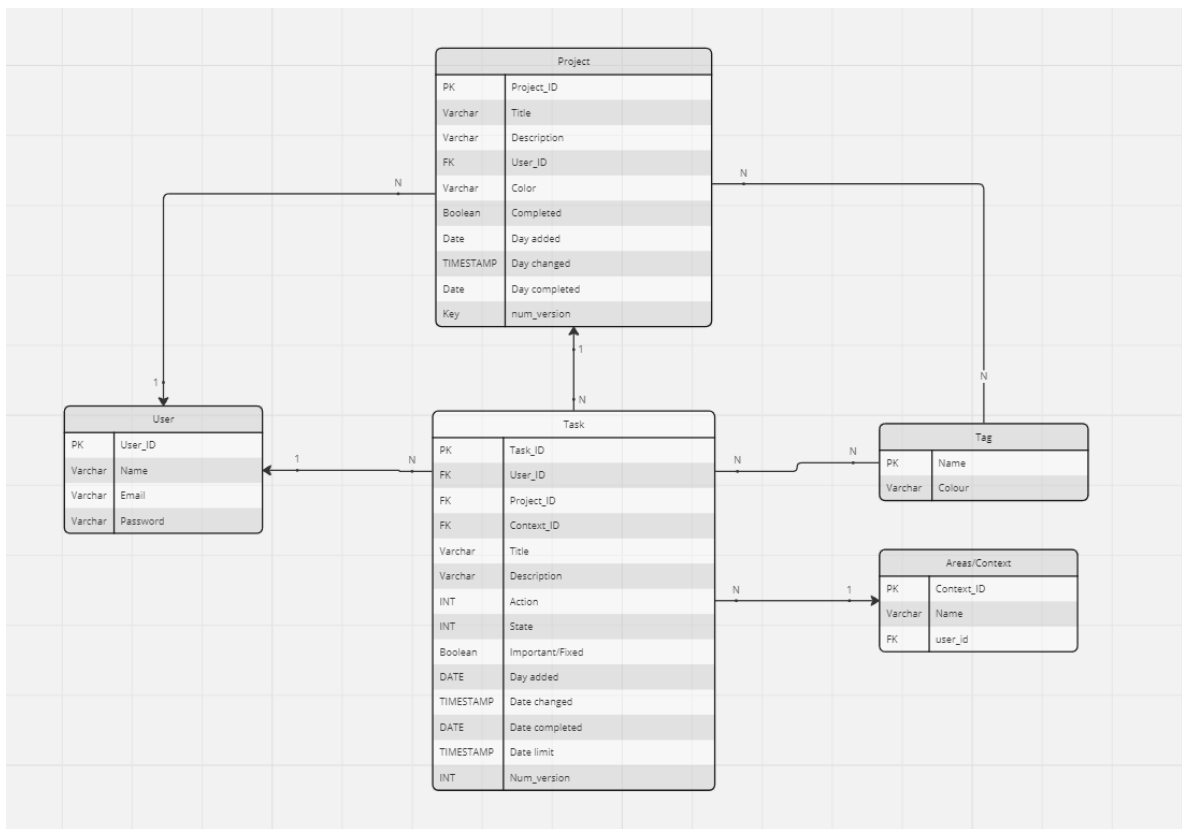 Project
PK Project_ID
Varchar Title
Varchar Description
FK User_ID
Varchar Color
Boolean Completed
Date Day added
TIMESTAMP Day changed
Date Day completed
Key num_version
N
N
1
N
1
N
User
PK User_ID
Varchar Name
Varchar Email
Varchar Password
1 N
Task
PK Task_ID
FK User_ID
FK Project_ID
FK Context_ID
Varchar Title
Varchar Description
INT Action
INT State
Boolean Important/Fixed
DATE Day added
TIMESTAMP Date changed
DATE Date completed
TIMESTAMP Date limit
INT Num_version
N N
Tag
PK Name
Varchar Colour
N 1
Areas/Context
PK Context_ID
Varchar Name
FK user_id